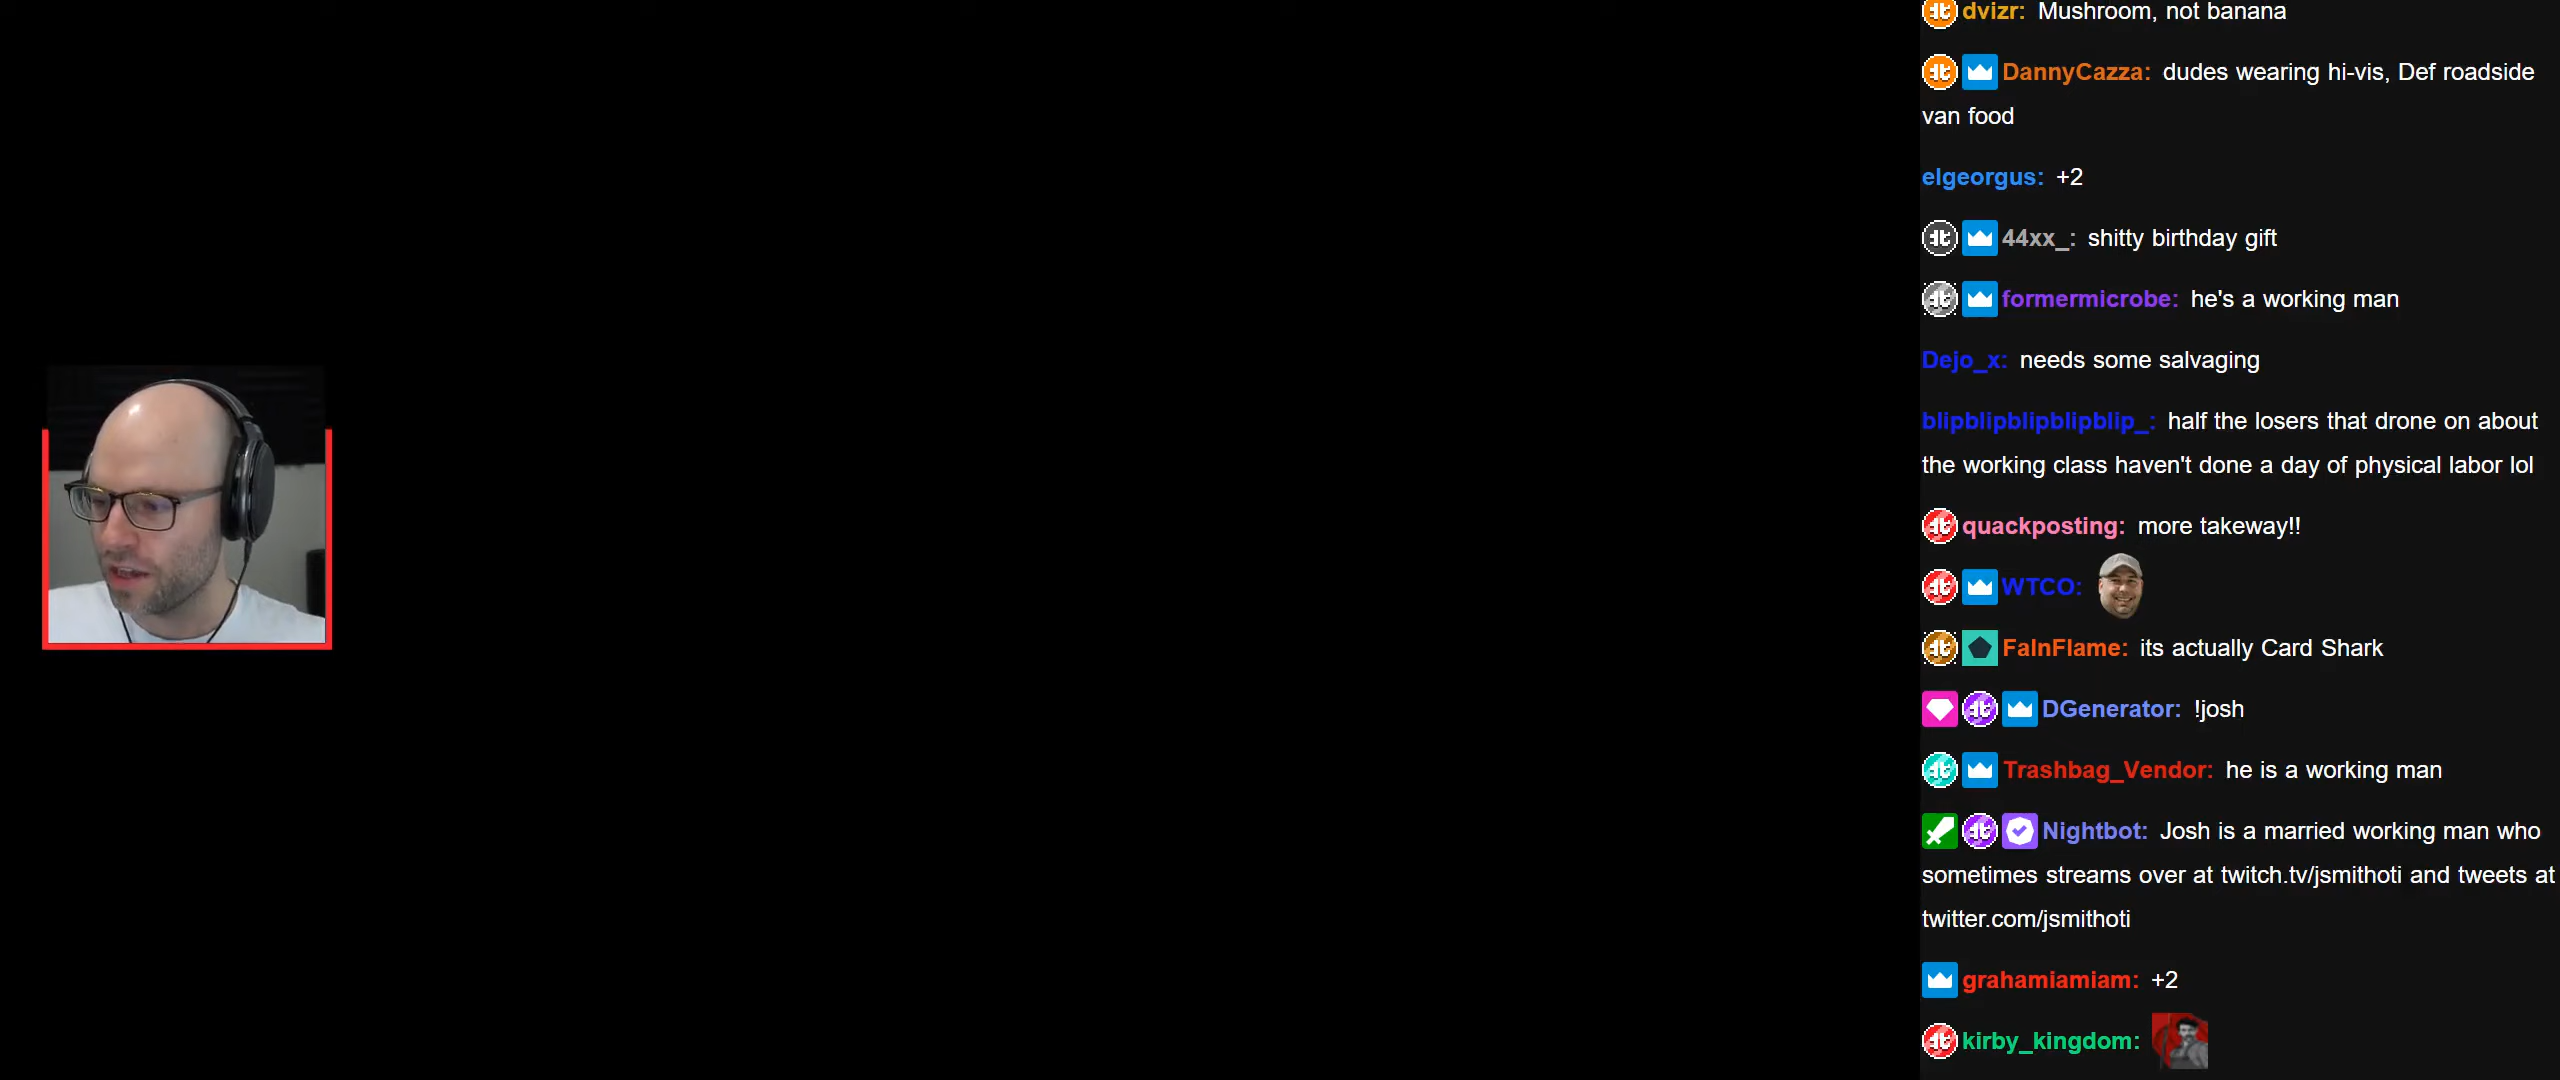 dvizr: Mushroom, not banana
DannyCazza: dudes wearing hi-vis, Def roadside
van food
elgeorgus: +2
44xx_: shitty birthday gift
formermicrobe: he's a working man
Dejo_x: needs some salvaging
blipblipblipblipblip_: half the losers that drone on about
the working class haven't done a day of physical labor lol
quackposting: more takeway!!
WTCO:
FalnFlame: its actually Card Shark
DGenerator: !josh
Trashbag_Vendor: he is a working man
Nightbot: Josh is a married working man who
sometimes streams over at twitch.tv/jsmithoti and tweets at
twitter.com/jsmithoti
grahamiamiam: +2
kirby_kingdom: